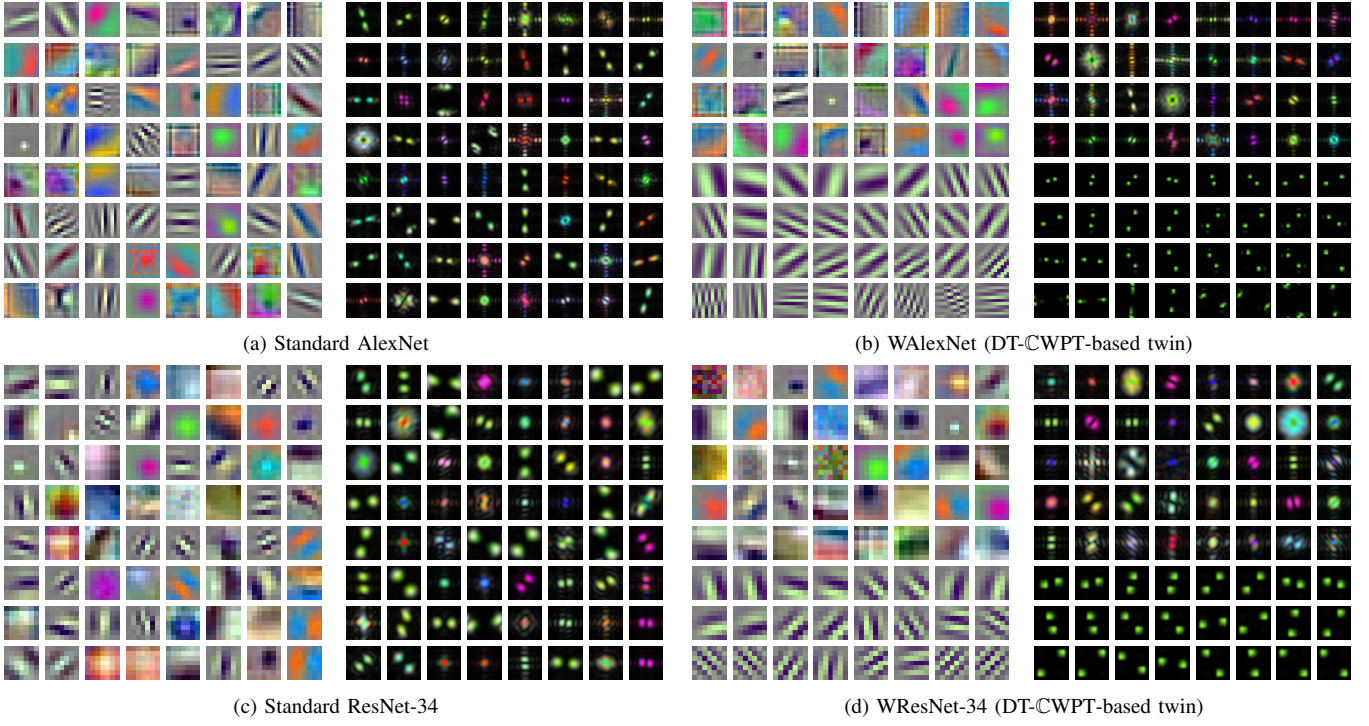 (a) Standard AlexNet
(b) WAlexNet (DT-ℂWPT-based twin)
(c) Standard ResNet-34
(d) WResNet-34 (DT-ℂWPT-based twin)